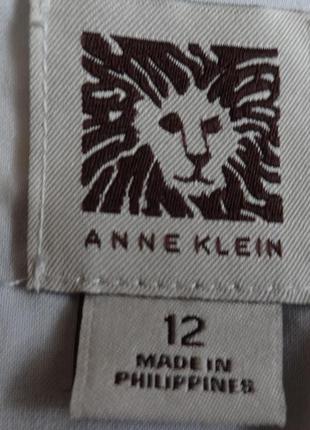 ANNE KLEIN
12
MADE IN
PHILIPPINES